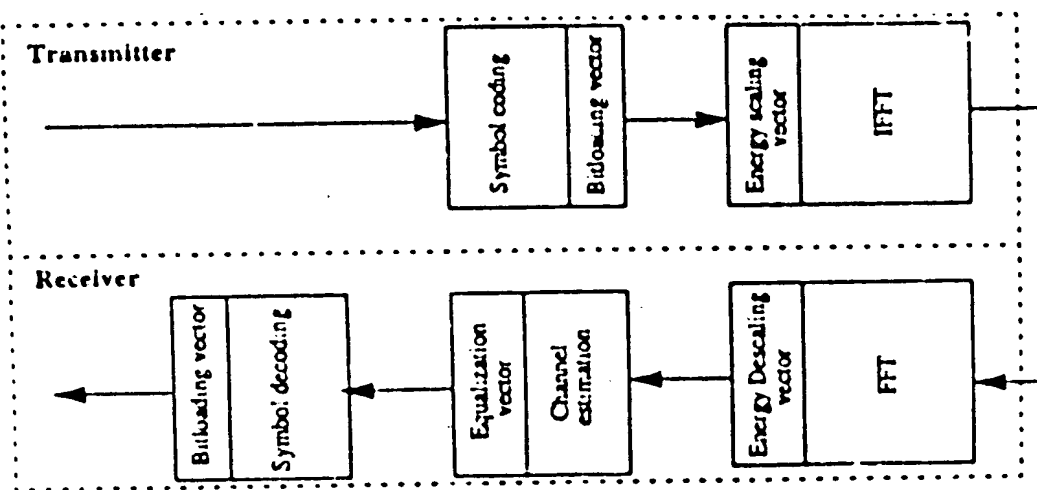 Transmitter
Symbol coding
Bitloading vector
Energy scaling
vector
IFFT
Receiver
Bitloading vector
Symbol decoding
Equalization
vector
Channel
estimation
Energy Descaling
vector
FFT